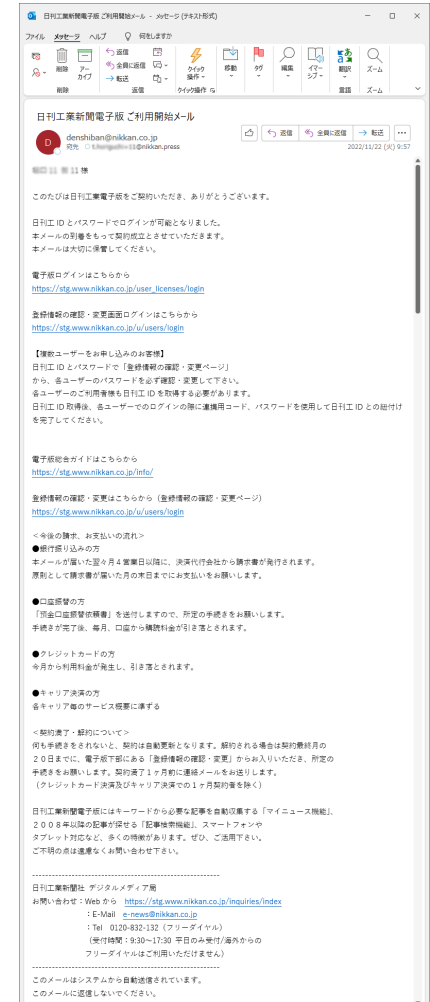 日刊工業新聞電子版 ご利用開始メール - メッセージ (テキスト形式)
ファイル メッセージ ヘルプ 何をしますか
削除 アーカイブ 返信 全員に返信 転送 クイック操作 移動 タグ 編集 イマーシブ 翻訳 ズーム
削除 返信 クイック操作 言語 ズーム
日刊工業新聞電子版 ご利用開始メール
D
denshiban@nikkan.co.jp
宛先
@nikkan.press
返信 全員に返信 転送
2022/11/22 (火) 9:57
様
このたびは日刊工業電子版をご契約いただき、ありがとうございます。
日刊工 ID とパスワードでログインが可能となりました。
本メールの到着をもって契約成立とさせていただきます。
本メールは大切に保管してください。
電子版ログインはこちらから
https://stg.www.nikkan.co.jp/user_licenses/login
登録情報の確認・変更画面ログインはこちらから
https://stg.www.nikkan.co.jp/u/users/login
【複数ユーザーをお申し込みのお客様】
日刊工 ID とパスワードで「登録情報の確認・変更ページ」
から、各ユーザーのパスワードを必ず確認・変更して下さい。
各ユーザーのご利用者様も日刊工 ID を取得する必要があります。
日刊工 ID 取得後、各ユーザーでのログインの際に連携用コード、パスワードを使用して日刊工 ID との紐付け
を完了してください。
電子版総合ガイドはこちらから
https://stg.www.nikkan.co.jp/info/
登録情報の確認・変更はこちらから（登録情報の確認・変更ページ）
https://stg.www.nikkan.co.jp/u/users/login
＜今後の請求、お支払いの流れ＞
●銀行振り込みの方
本メールが届いた翌々月４営業日以降に、決済代行会社から請求書が発行されます。
原則として請求書が届いた月の末日までにお支払いをお願いします。
●口座振替の方
「預金口座振替依頼書」を送付しますので、所定の手続きをお願いします。
手続きが完了後、毎月、口座から購読料金が引き落とされます。
●クレジットカードの方
今月から利用料金が発生し、引き落とされます。
●キャリア決済の方
各キャリア毎のサービス概要に準ずる
＜契約満了・解約について＞
何も手続きをされないと、契約は自動更新となります。解約される場合は契約最終月の
２０日までに、電子版下部にある「登録情報の確認・変更」からお入りいただき、所定の
手続きをお願いします。契約満了１ヶ月前に連絡メールをお送りします。
（クレジットカード決済及びキャリア決済での１ヶ月契約者を除く）
日刊工業新聞電子版にはキーワードから必要な記事を自動収集する「マイニュース機能」、
２００８年以降の記事が探せる「記事検索機能」、スマートフォンや
タブレット対応など、多くの特徴があります。ぜひ、ご活用下さい。
ご不明の点は遠慮なくお問い合わせ下さい。
----------------------------------------------------------
日刊工業新聞社 デジタルメディア局
お問い合わせ：Web から https://stg.www.nikkan.co.jp/inquiries/index
：E-Mail e-news@nikkan.co.jp
：Tel 0120-832-132（フリーダイヤル）
（受付時間：9:30～17:30 平日のみ受付/海外からの
フリーダイヤルはご利用いただけません）
----------------------------------------------------------
このメールはシステムから自動送信されています。
このメールに返信しないでください。